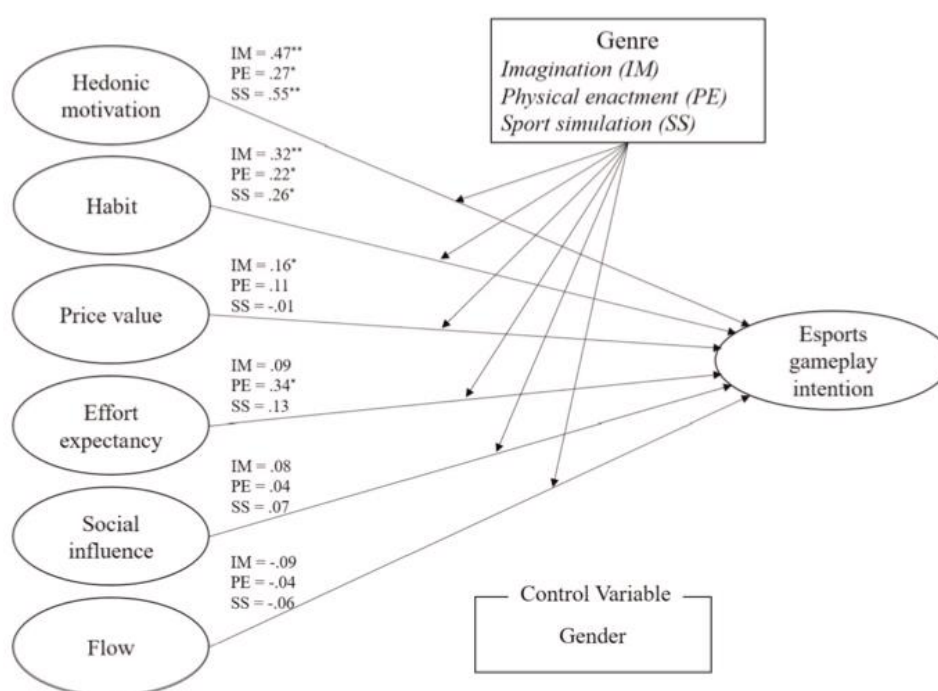 Genre
Imagination (IM)
Physical enactment (PE)
Sport simulation (SS)
Hedonic
motivation
IM = .47**
PE = .27*
SS = .55**
Habit
IM = .32**
PE = .22*
SS = .26*
Price value
IM = .16*
PE = .11
SS = -.01
Effort
expectancy
IM = .09
PE = .34*
SS = .13
Social
influence
IM = .08
PE = .04
SS = .07
Flow
IM = -.09
PE = -.04
SS = -.06
Esports
gameplay
intention
Control Variable
Gender